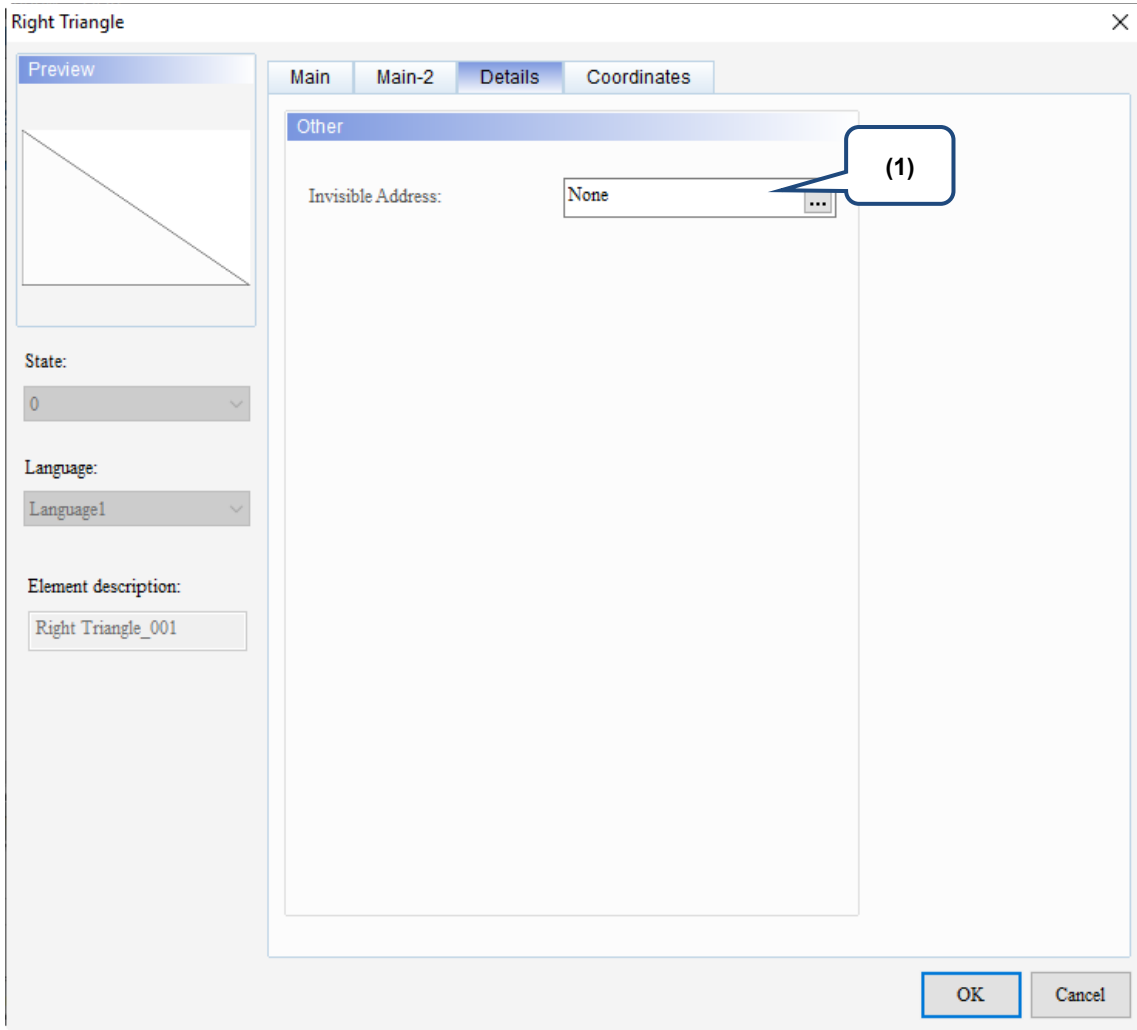 Right Triangle
Preview
Main Main-2 Details Coordinates
Other
(1)
Invisible Address: None ...
State:
0
Language:
Language1
Element description:
Right Triangle_001
OK Cancel